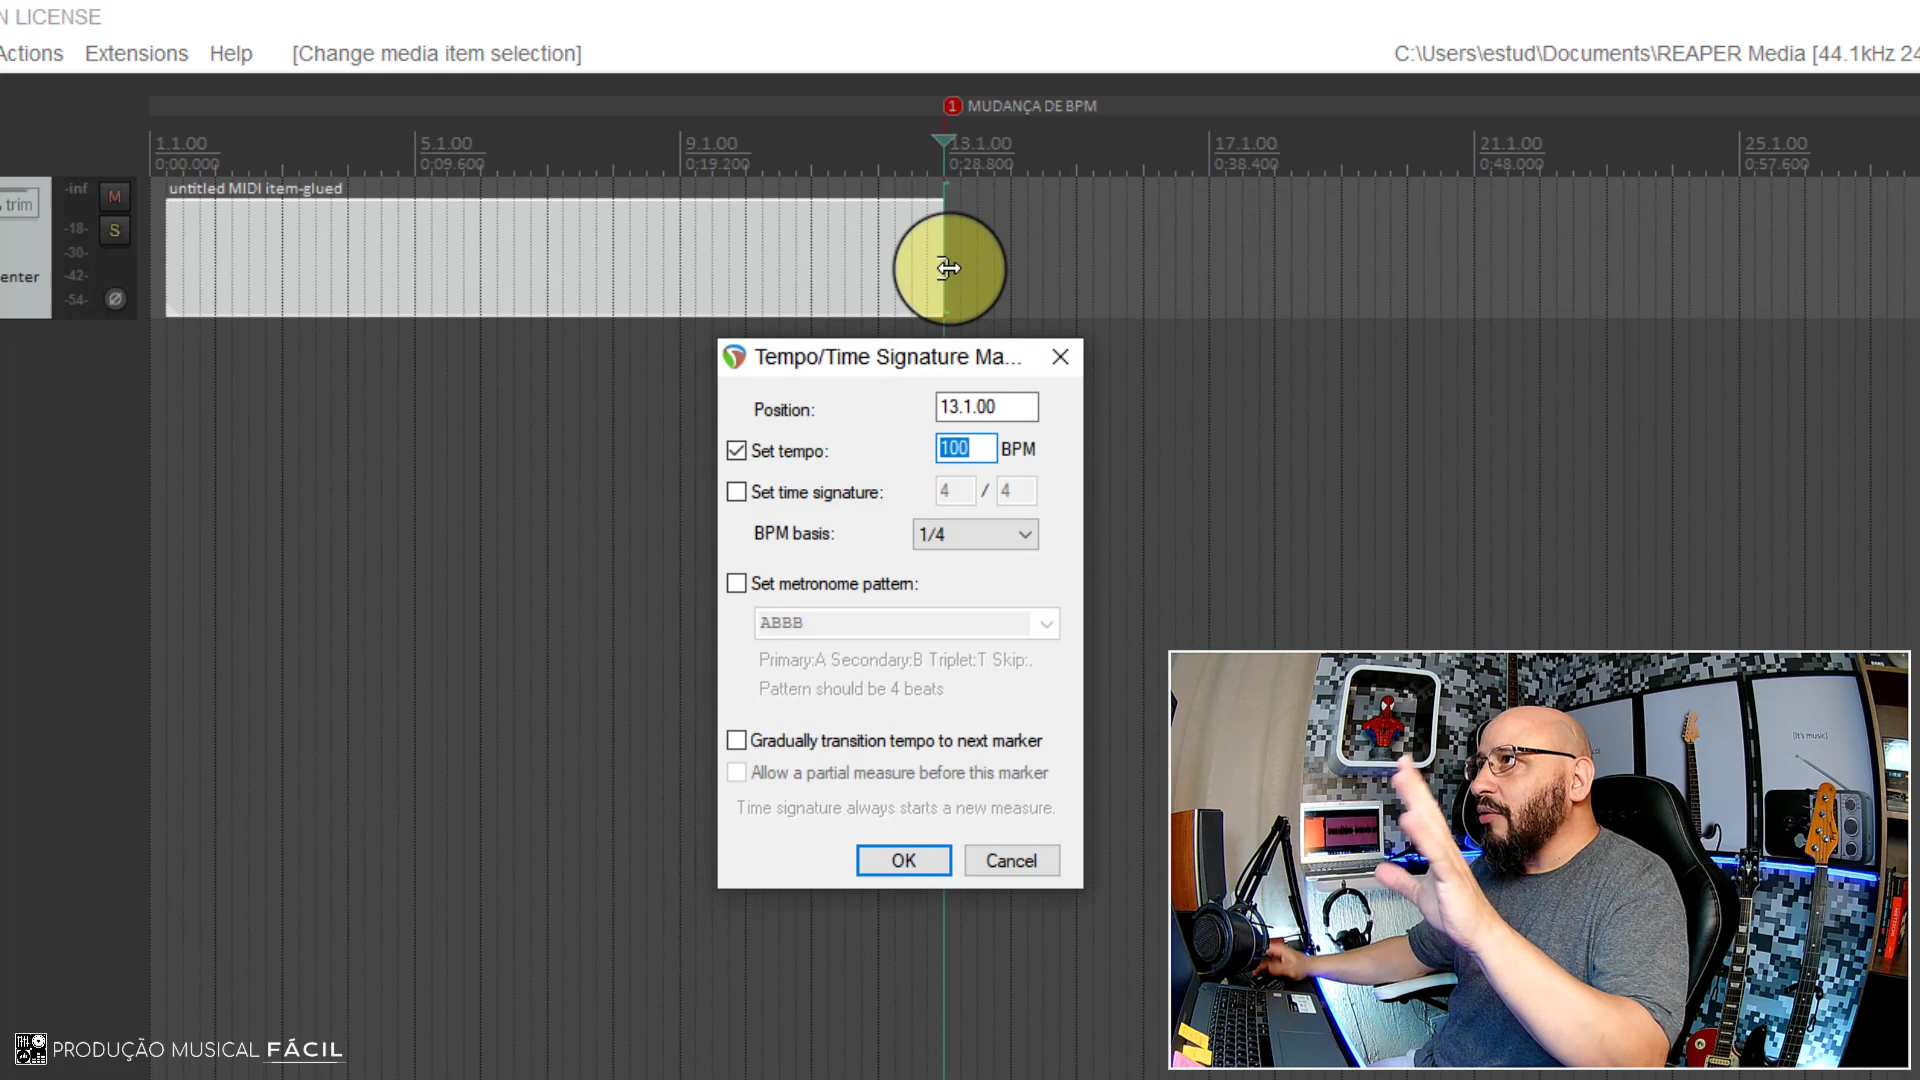 N LICENSE
Actions Extensions Help [Change media item selection] C:\Users\estud\Documents\REAPER Media [44.1kHz 24
1 MUDANÇA DE BPM
1.1.00 5.1.00 9.1.00 13.1.00 17.1.00 21.1.00 25.1.00
0:00.000 0:09.600 0:19.200 0:28.800 0:38.400 0:48.000 0:57.600
untitled MIDI item-glued
trim
-inf M
-18- S
-30-
enter
-42-
-54-
Tempo/Time Signature Ma...
Position: 13.1.00
Set tempo: 100 BPM
Set time signature: 4 / 4
BPM basis: 1/4
Set metronome pattern:
ABBB
Primary:A Secondary:B Triplet:T Skip:.
Pattern should be 4 beats
Gradually transition tempo to next marker
Allow a partial measure before this marker
Time signature always starts a new measure.
OK Cancel
[It's music]
PRODUÇÃO MUSICAL FÁCIL